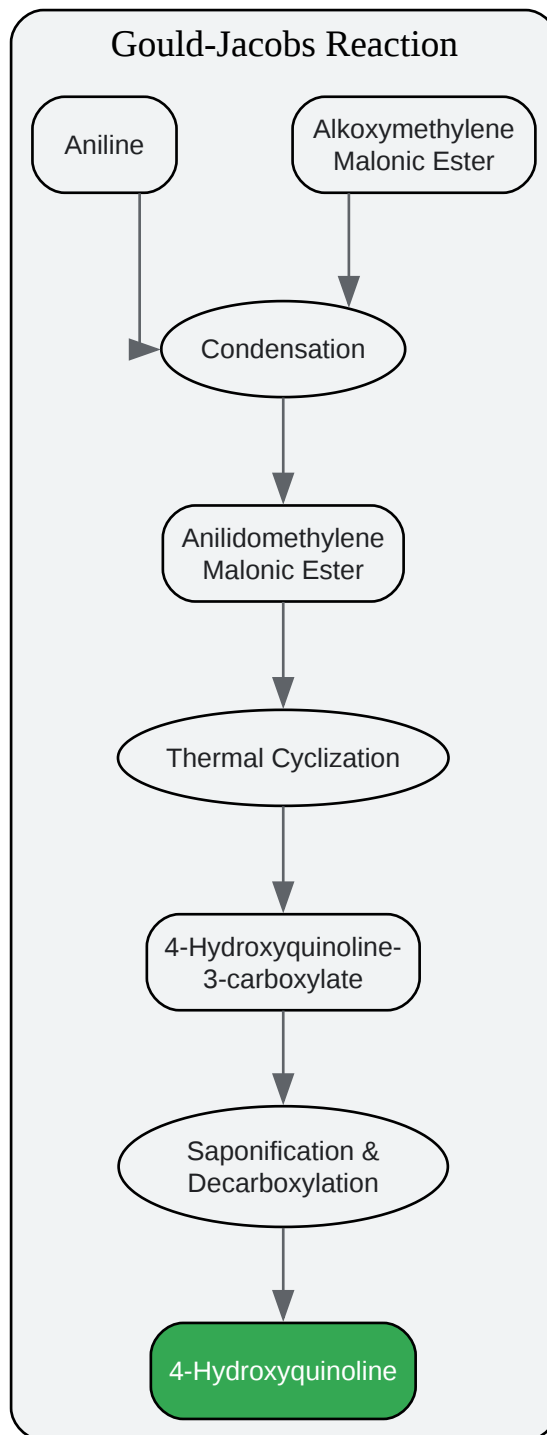 Gould-Jacobs Reaction
Aniline
Alkoxymethylene
Malonic Ester
Condensation
Anilidomethylene
Malonic Ester
Thermal Cyclization
4-Hydroxyquinoline-
3-carboxylate
Saponification &
Decarboxylation
4-Hydroxyquinoline